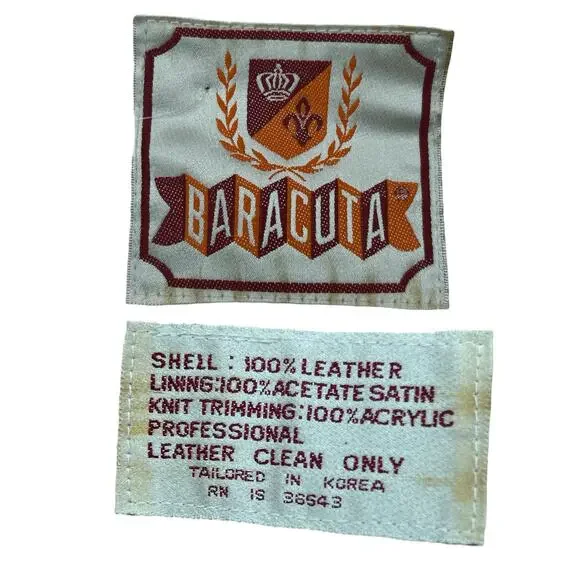 BARACUTA®
SHELL : 100% LEATHER
LINING:100% ACETATE SATIN
KNIT TRIMMING:100% ACRYLIC
PROFESSIONAL
LEATHER CLEAN ONLY
TAILORED IN KOREA
RN IS 36543